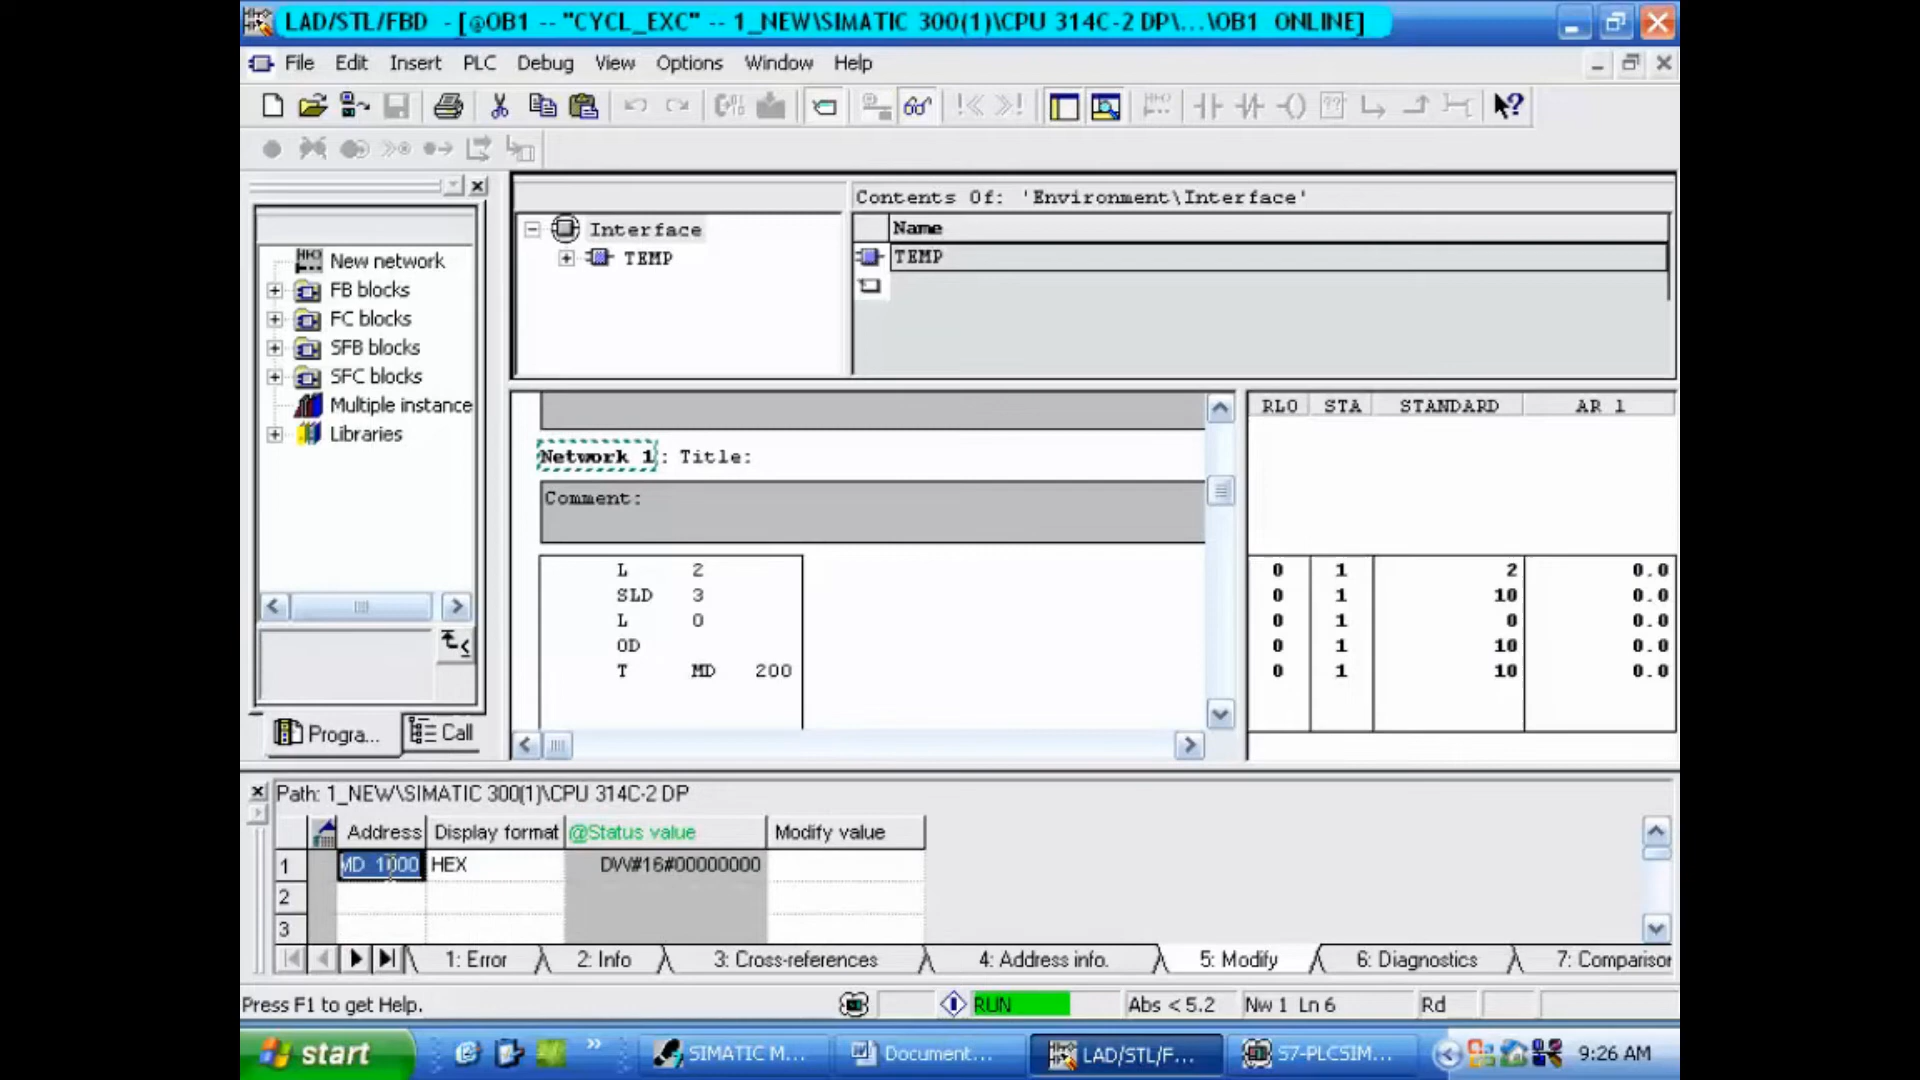 LAD/STL/FBD - [@OB1 -- "CYCL_EXC" -- 1_NEW\SIMATIC 300(1)\CPU 314C-2 DP\...\OB1 ONLINE]
File Edit Insert PLC Debug View Options Window Help
Contents Of: 'Environment\Interface'
Interface
Name
TEMP
TEMP
New network
FB blocks
FC blocks
SFB blocks
SFC blocks
Multiple instance
Libraries
Progra... Call
Network 1: Title:
Comment:
L 2
SLD 3
L 0
OD
T MD 200
RLO STA STANDARD AR 1
0 1 2 0.0
0 1 10 0.0
0 1 0 0.0
0 1 10 0.0
0 1 10 0.0
Path: 1_NEW\SIMATIC 300(1)\CPU 314C-2 DP
Address Display format @Status value Modify value
1 MD 1000 HEX DW#16#00000000
2
3
1: Error 2: Info 3: Cross-references 4: Address info. 5: Modify 6: Diagnostics 7: Comparisor
Press F1 to get Help. RUN Abs < 5.2 Nw 1 Ln 6 Rd
start SIMATIC M... Document... LAD/STL/F... S7-PLCSIM... 9:26 AM